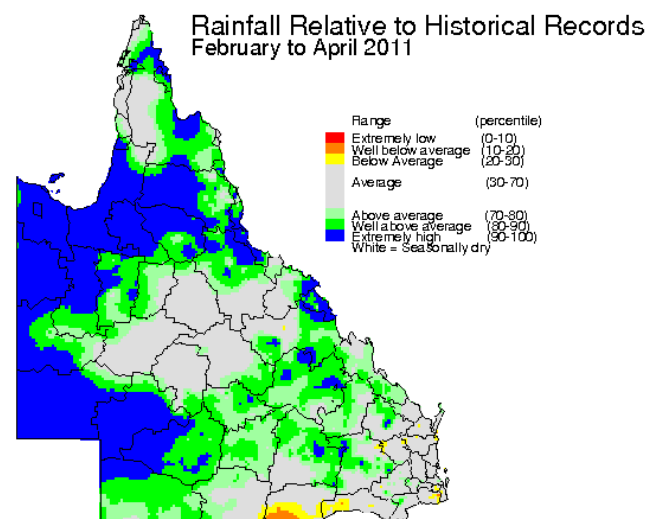 Rainfall Relative to Historical Records
February to April 2011
Range (percentile)
Extremely low (0-10)
Well below average (10-20)
Below Average (20-30)
Average (30-70)
Above average (70-80)
Well above average (80-90)
Extremely high (90-100)
White = Seasonally dry